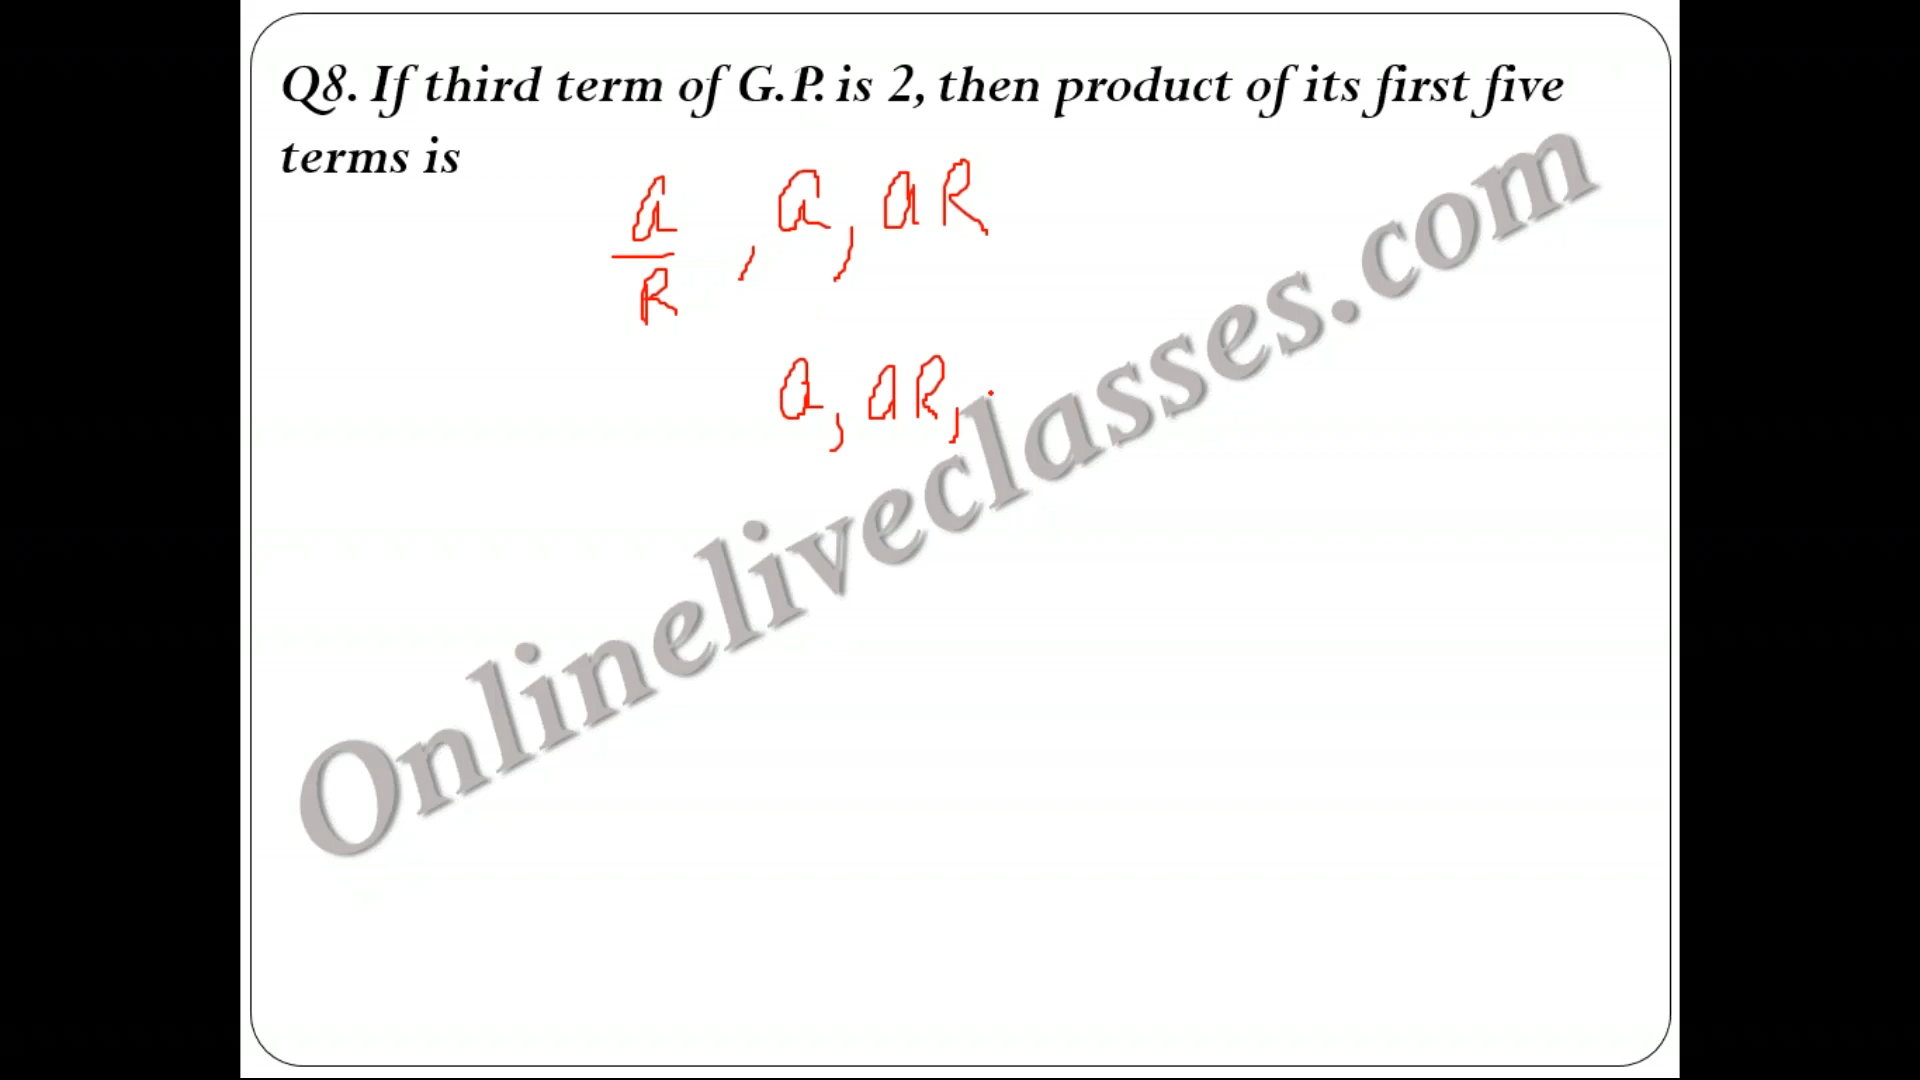 Q8. If third term of G.P. is 2, then product of its first five
terms is
a
R
, a, aR
a, aR,
Onlineliveclasses.com